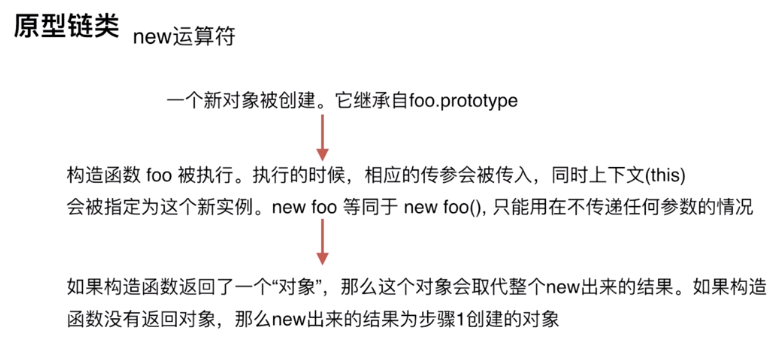 原型链类 new运算符
一个新对象被创建。它继承自foo.prototype
构造函数 foo 被执行。执行的时候，相应的传参会被传入，同时上下文(this)
会被指定为这个新实例。new foo 等同于 new foo(), 只能用在不传递任何参数的情况
如果构造函数返回了一个“对象”，那么这个对象会取代整个new出来的结果。如果构造
函数没有返回对象，那么new出来的结果为步骤1创建的对象